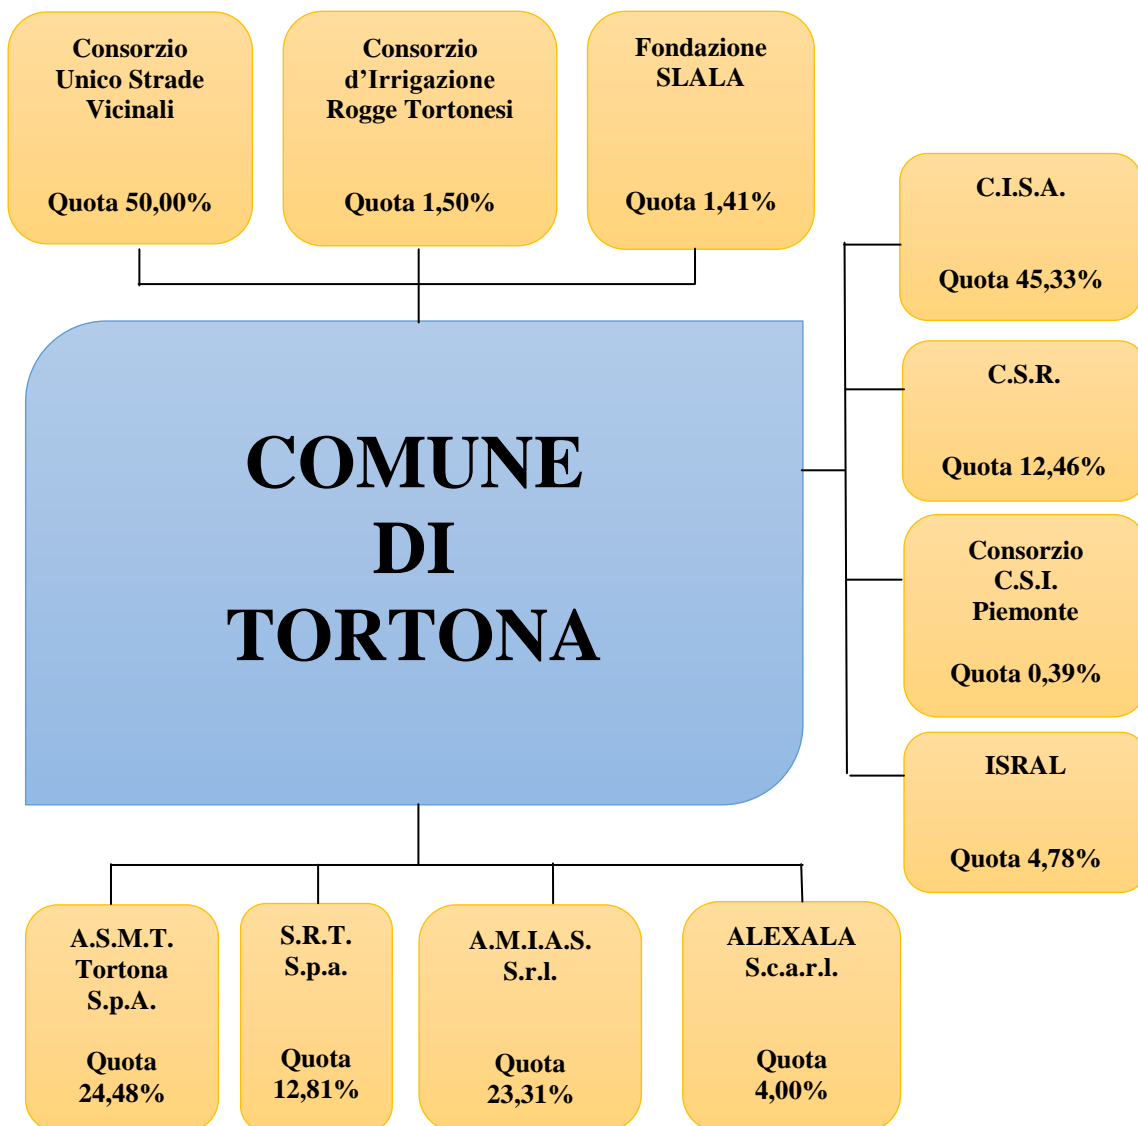 Consorzio
Unico Strade
Vicinali
Quota 50,00%
Consorzio
d’Irrigazione
Rogge Tortonesi
Quota 1,50%
Fondazione
SLALA
Quota 1,41%
C.I.S.A.
Quota 45,33%
C.S.R.
Quota 12,46%
Consorzio
C.S.I.
Piemonte
Quota 0,39%
ISRAL
Quota 4,78%
COMUNE
DI
TORTONA
A.S.M.T.
Tortona
S.p.A.
Quota
24,48%
S.R.T.
S.p.a.
Quota
12,81%
A.M.I.A.S.
S.r.l.
Quota
23,31%
ALEXALA
S.c.a.r.l.
Quota
4,00%